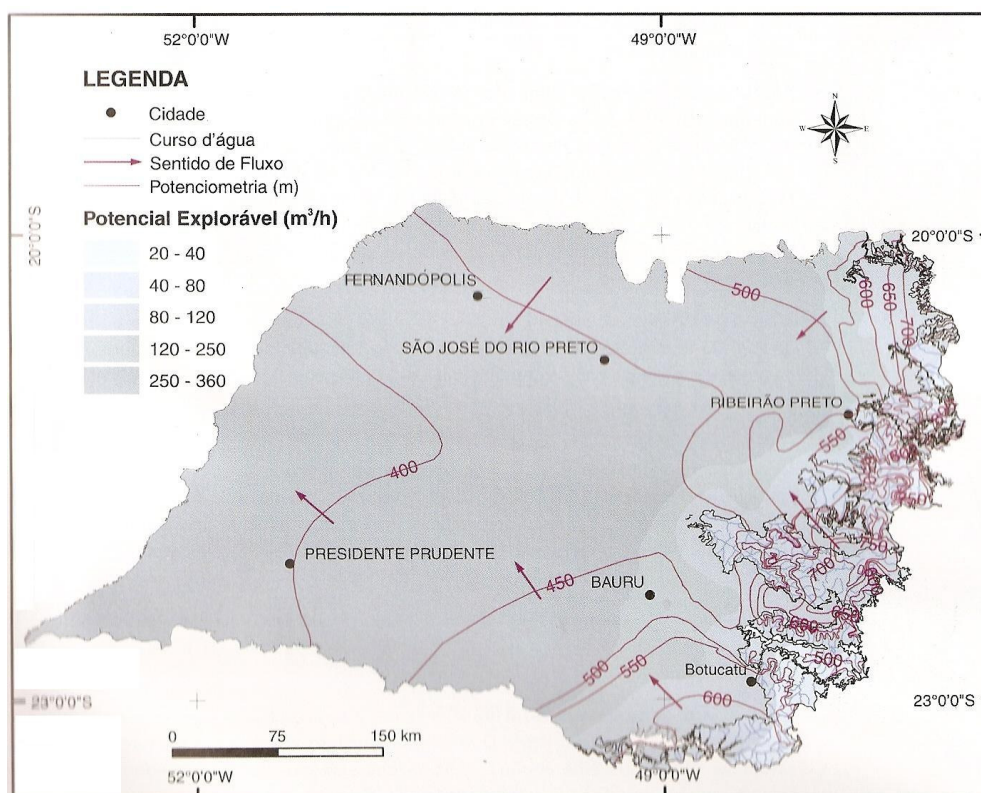 52°0'0"W 49°0'0"W
LEGENDA
Cidade
Curso d'água
Sentido de Fluxo
Potenciometria (m)
Potencial Explorável (m³/h)
20 - 40
40 - 80
80 - 120
120 - 250
250 - 360
N
W E
S
20°0'0"S
20°0'0"S
600
650
700
500
FERNANDÓPOLIS
SÃO JOSÉ DO RIO PRETO
RIBEIRÃO PRETO
550
400
PRESIDENTE PRUDENTE
450
BAURU
700
600
500
550
Botucatu
500
600
23°0'0"S
23°0'0"S
0 75 150 km
52°0'0"W 49°0'0"W